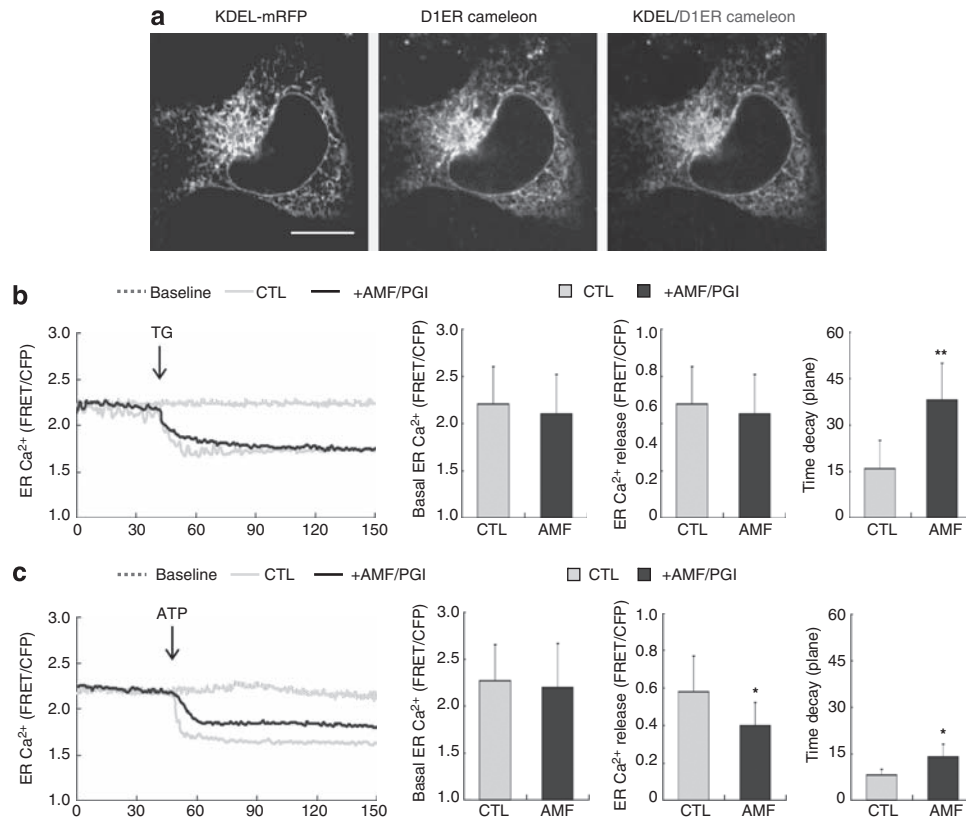 a
KDEL-mRFP
D1ER cameleon
KDEL/D1ER cameleon
b
Baseline CTL +AMF/PGI
CTL +AMF/PGI
ER Ca2+ (FRET/CFP)
3.0
2.5
2.0
1.5
1.0
TG
0 30 60 90 120 150
Basal ER Ca2+ (FRET/CFP)
3.0
2.5
2.0
1.5
1.0
CTL AMF
ER Ca2+ release (FRET/CFP)
1.0
0.8
0.6
0.4
0.2
0
CTL AMF
Time decay (plane)
60
45
30
15
0
**
CTL AMF
c
Baseline CTL +AMF/PGI
CTL +AMF/PGI
ER Ca2+ (FRET/CFP)
3.0
2.5
2.0
1.5
1.0
ATP
0 30 60 90 120 150
Basal ER Ca2+ (FRET/CFP)
3.0
2.5
2.0
1.5
1.0
CTL AMF
ER Ca2+ release (FRET/CFP)
1.0
0.8
0.6
0.4
0.2
0
*
CTL AMF
Time decay (plane)
60
45
30
15
0
*
CTL AMF